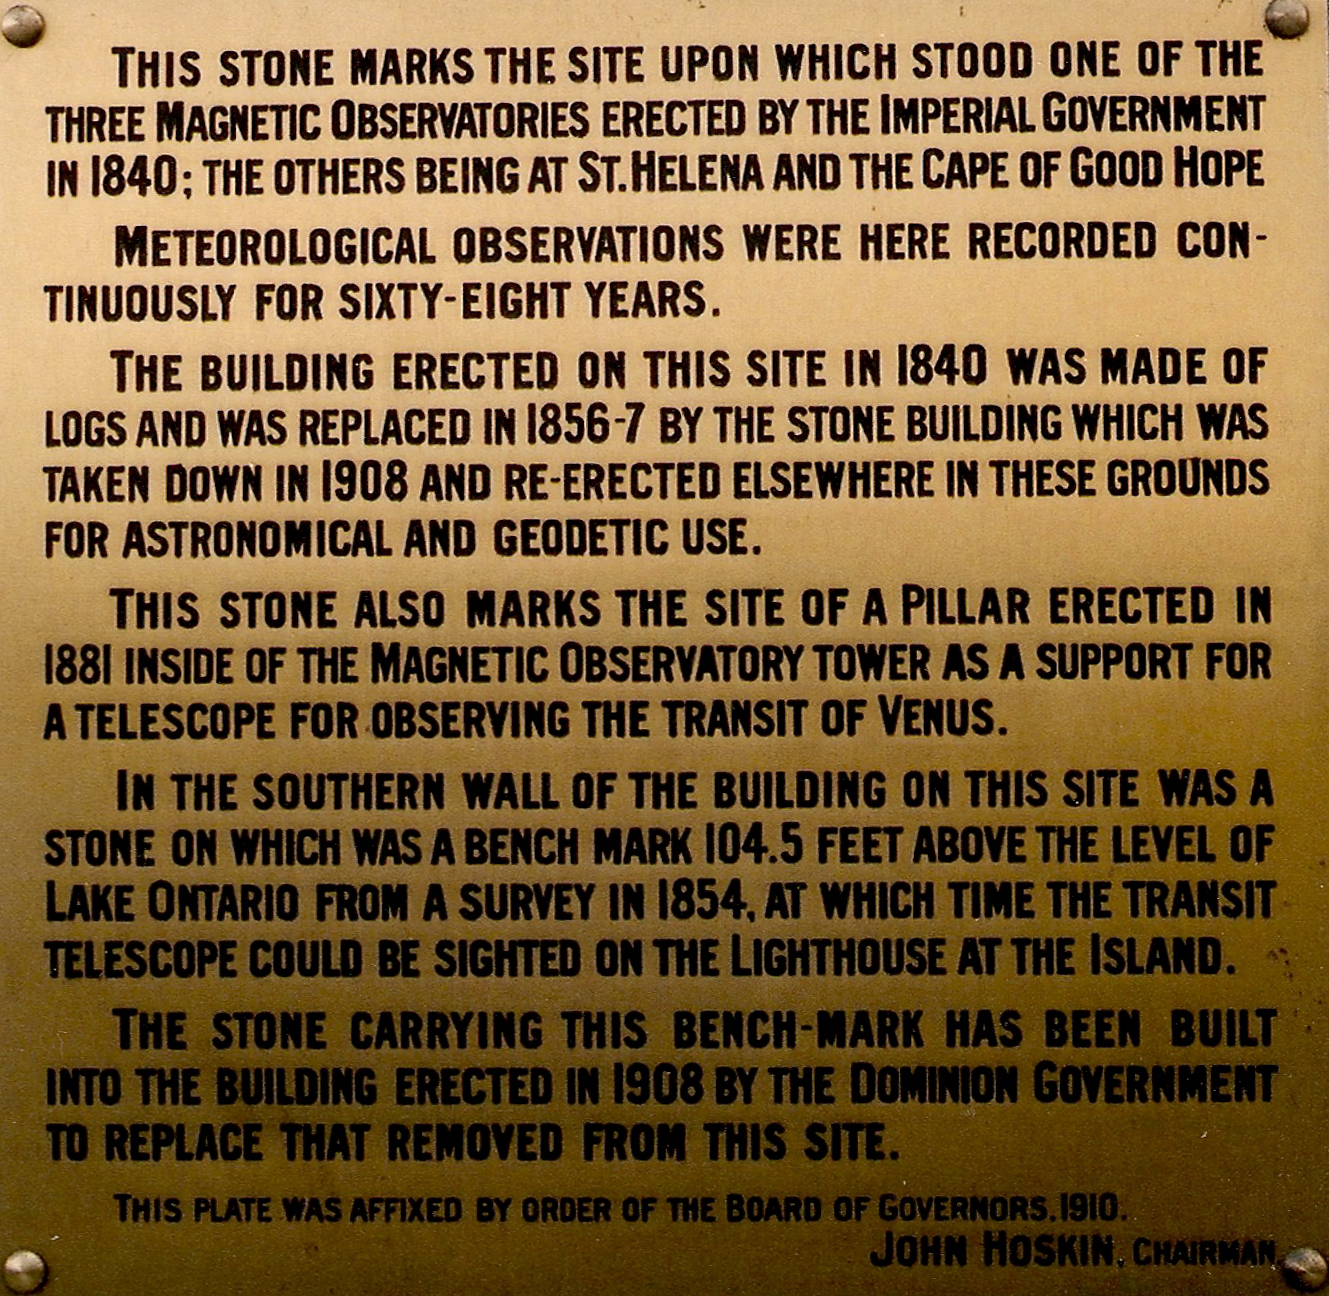 THIS STONE MARKS THE SITE UPON WHICH STOOD ONE OF THE
THREE MAGNETIC OBSERVATORIES ERECTED BY THE IMPERIAL GOVERNMENT
IN 1840; THE OTHERS BEING AT ST. HELENA AND THE CAPE OF GOOD HOPE
METEOROLOGICAL OBSERVATIONS WERE HERE RECORDED CON-
TINUOUSLY FOR SIXTY-EIGHT YEARS.
THE BUILDING ERECTED ON THIS SITE IN 1840 WAS MADE OF
LOGS AND WAS REPLACED IN 1856-7 BY THE STONE BUILDING WHICH WAS
TAKEN DOWN IN 1908 AND RE-ERECTED ELSEWHERE IN THESE GROUNDS
FOR ASTRONOMICAL AND GEODETIC USE.
THIS STONE ALSO MARKS THE SITE OF A PILLAR ERECTED IN
1881 INSIDE OF THE MAGNETIC OBSERVATORY TOWER AS A SUPPORT FOR
A TELESCOPE FOR OBSERVING THE TRANSIT OF VENUS.
IN THE SOUTHERN WALL OF THE BUILDING ON THIS SITE WAS A
STONE ON WHICH WAS A BENCH MARK 104.5 FEET ABOVE THE LEVEL OF
LAKE ONTARIO FROM A SURVEY IN 1854, AT WHICH TIME THE TRANSIT
TELESCOPE COULD BE SIGHTED ON THE LIGHTHOUSE AT THE ISLAND.
THE STONE CARRYING THIS BENCH-MARK HAS BEEN BUILT
INTO THE BUILDING ERECTED IN 1908 BY THE DOMINION GOVERNMENT
TO REPLACE THAT REMOVED FROM THIS SITE.
THIS PLATE WAS AFFIXED BY ORDER OF THE BOARD OF GOVERNORS. 1910.
JOHN HOSKIN, CHAIRMAN.